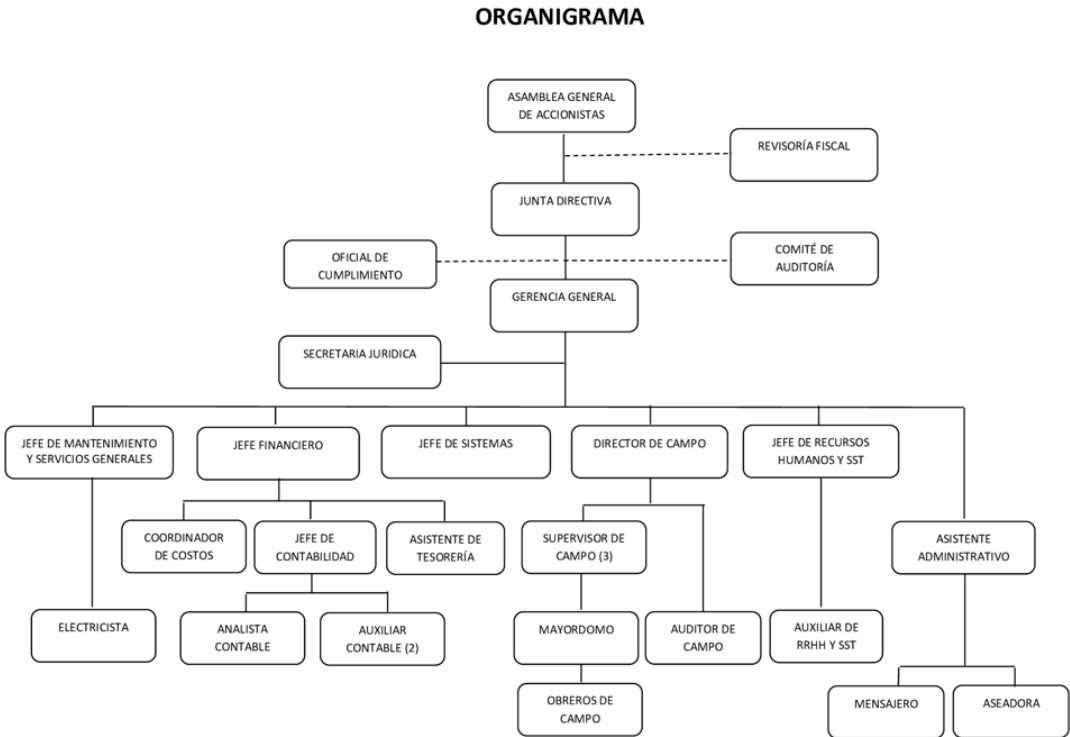 ORGANIGRAMA
ASAMBLEA GENERAL
DE ACCIONISTAS
REVISORÍA FISCAL
JUNTA DIRECTIVA
OFICIAL DE
CUMPLIMIENTO
COMITÉ DE
AUDITORÍA
GERENCIA GENERAL
SECRETARIA JURIDICA
JEFE DE MANTENIMIENTO
Y SERVICIOS GENERALES
JEFE FINANCIERO
JEFE DE SISTEMAS
DIRECTOR DE CAMPO
JEFE DE RECURSOS
HUMANOS Y SST
COORDINADOR
DE COSTOS
JEFE DE
CONTABILIDAD
ASISTENTE DE
TESORERÍA
SUPERVISOR DE
CAMPO (3)
ASISTENTE
ADMINISTRATIVO
ELECTRICISTA
ANALISTA
CONTABLE
AUXILIAR
CONTABLE (2)
MAYORDOMO
AUDITOR DE
CAMPO
AUXILIAR DE
RRHH Y SST
OBREROS DE
CAMPO
MENSAJERO
ASEADORA